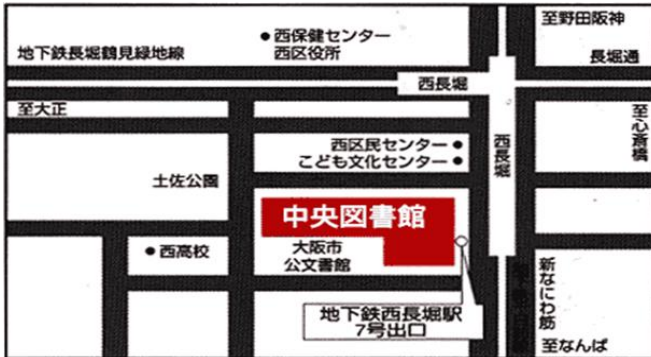 至野田阪神
西保健センター
西区役所
地下鉄長堀鶴見緑地線
長堀通
西長堀
至大正
至心斎橋
西区民センター
こども文化センター
西長堀
土佐公園
中央図書館
大阪市
公文書館
西高校
新なにわ筋
地下鉄西長堀駅
7号出口
至なんば